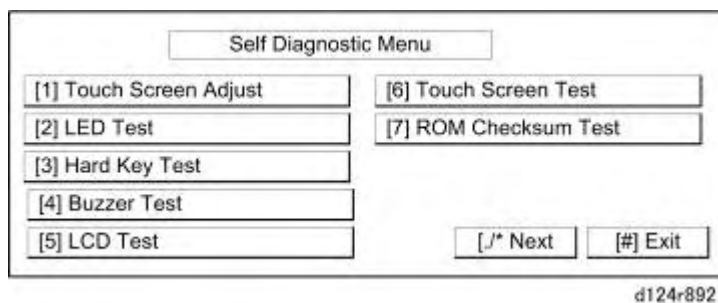 Self Diagnostic Menu
[1] Touch Screen Adjust
[2] LED Test
[3] Hard Key Test
[4] Buzzer Test
[5] LCD Test
[6] Touch Screen Test
[7] ROM Checksum Test
[./* Next
[#] Exit
d124r892